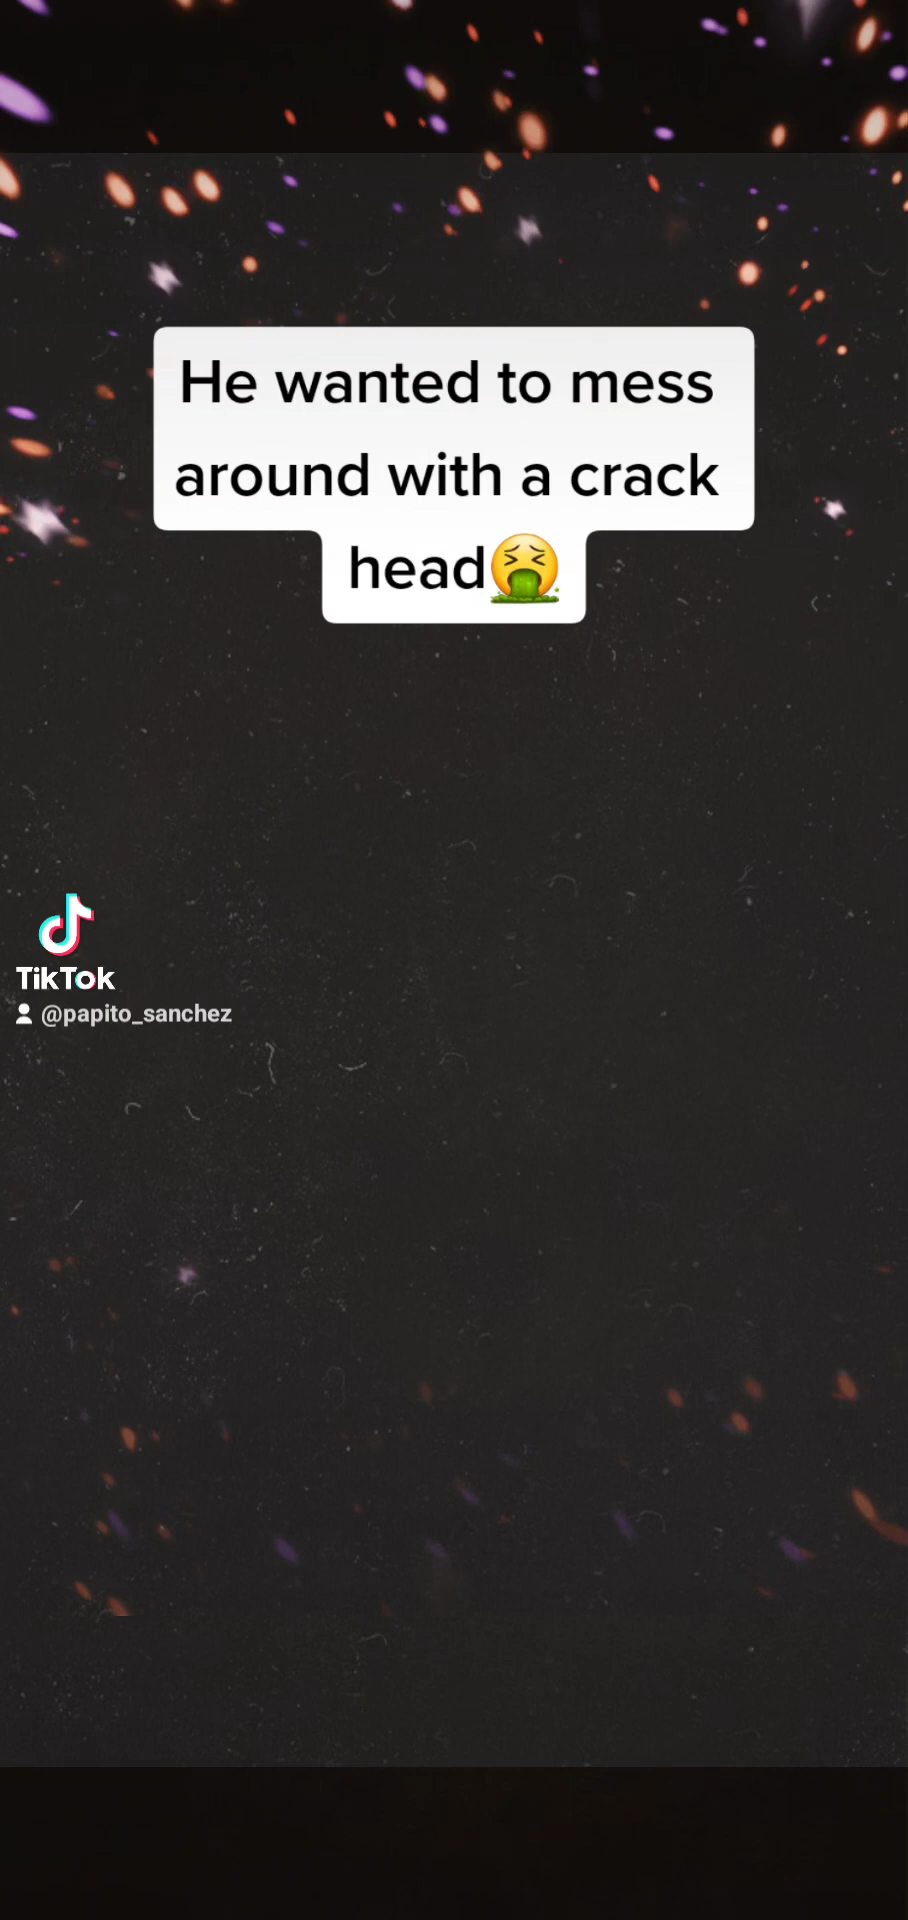 He wanted to mess
around with a crack
head🤮
TikTok
@papito_sanchez